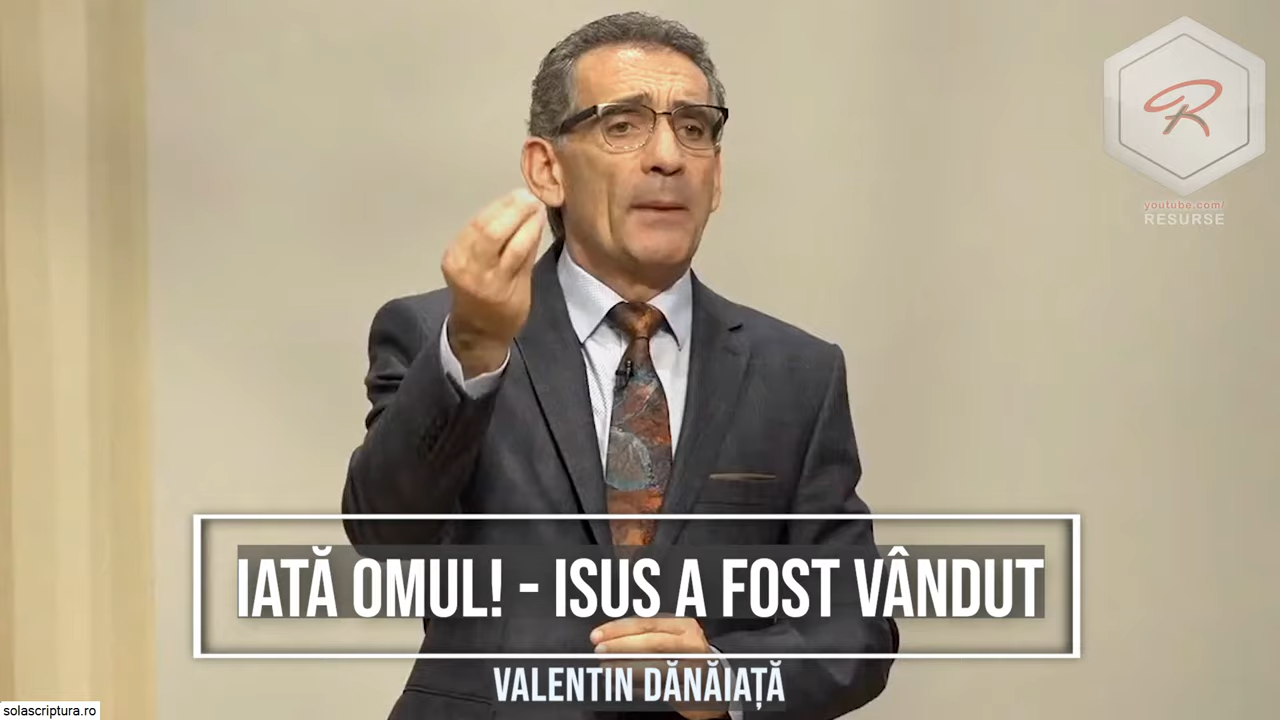 R
youtube.com/
RESURSE
IATĂ OMUL! - ISUS A FOST VÂNDUT
VALENTIN DĂNĂIAȚĂ
solascriptura.ro